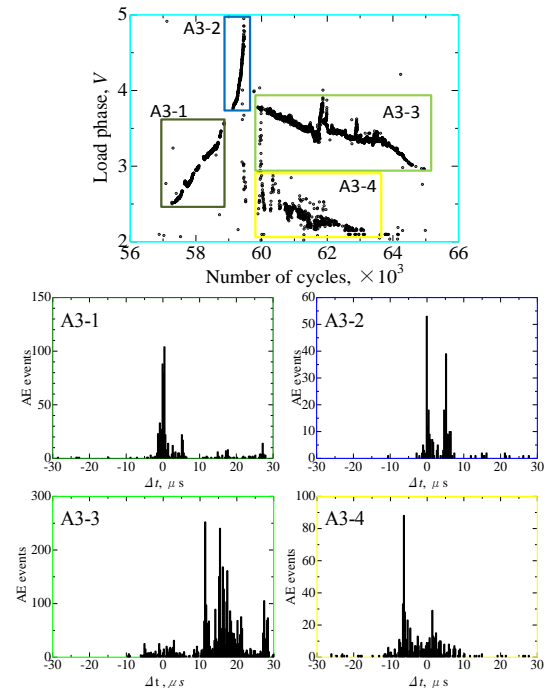 5
A3-2
4
A3-1
A3-3
3
A3-4
2
56 58 60 62 64 66
Load phase, V
Number of cycles, ×10³
150
A3-1
100
50
0
-30 -20 -10 0 10 20 30
AE events
Δt, μs
60
A3-2
50
40
30
20
10
0
-30 -20 -10 0 10 20 30
AE events
Δt, μs
300
A3-3
200
100
0
-30 -20 -10 0 10 20 30
AE events
Δt, μs
100
A3-4
80
60
40
20
0
-30 -20 -10 0 10 20 30
AE events
Δt, μs